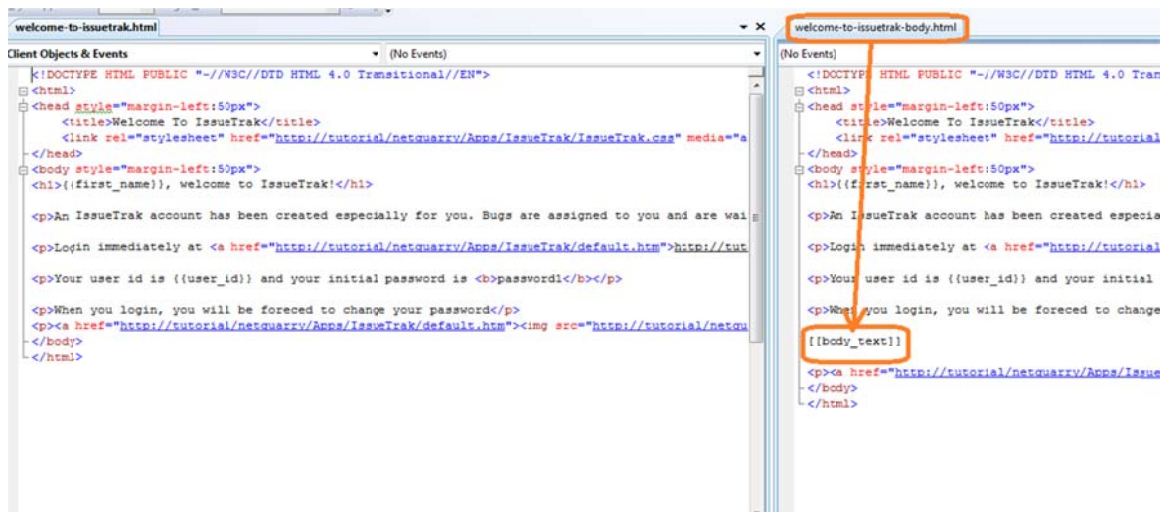 welcome-to-issuetrak.html
Client Objects & Events
(No Events)
<!DOCTYPE HTML PUBLIC "-//W3C//DTD HTML 4.0 Transitional//EN">
<html>
<head style="margin-left:50px">
<title>Welcome To IssueTrak</title>
<link rel="stylesheet" href="http://tutorial/netquarry/Apps/IssueTrak/IssueTrak.css" media="a
</head>
<body style="margin-left:50px">
<h1>{{first_name}}, welcome to IssueTrak!</h1>
<p>An IssueTrak account has been created especially for you. Bugs are assigned to you and are wai
<p>Login immediately at <a href="http://tutorial/netquarry/Apps/IssueTrak/default.htm">http://tut
<p>Your user id is {{user_id}} and your initial password is <b>password1</b></p>
<p>When you login, you will be foreced to change your password</p>
<p><a href="http://tutorial/netquarry/Apps/IssueTrak/default.htm"><img src="http://tutorial/netqu
</body>
</html>
welcome-to-issuetrak-body.html
(No Events)
<!DOCTYPE HTML PUBLIC "-//W3C//DTD HTML 4.0 Tran
<html>
<head style="margin-left:50px">
<title>Welcome To IssueTrak</title>
<link rel="stylesheet" href="http://tutorial
</head>
<body style="margin-left:50px">
<h1>{{first_name}}, welcome to IssueTrak!</h1>
<p>An IssueTrak account has been created especia
<p>Login immediately at <a href="http://tutorial
<p>Your user id is {{user_id}} and your initial
<p>When you login, you will be foreced to change
[[body_text]]
<p><a href="http://tutorial/netquarry/Apps/Issue
</body>
</html>